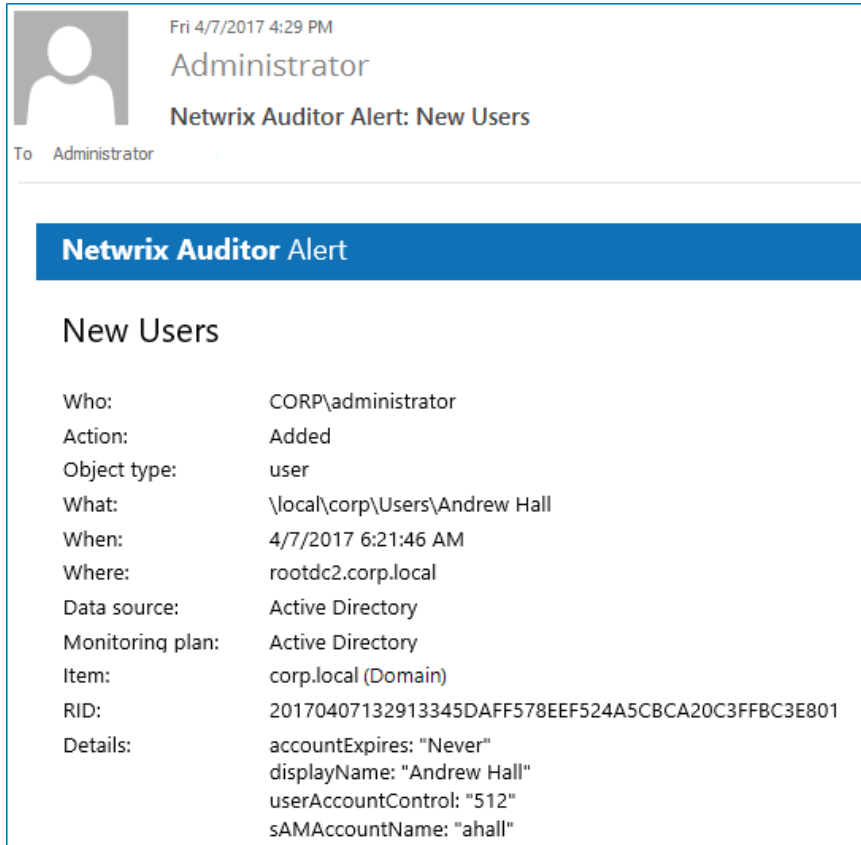 Fri 4/7/2017 4:29 PM
Administrator
Netwrix Auditor Alert: New Users
To Administrator
Netwrix Auditor Alert
New Users
Who: CORP\administrator
Action: Added
Object type: user
What: \local\corp\Users\Andrew Hall
When: 4/7/2017 6:21:46 AM
Where: rootdc2.corp.local
Data source: Active Directory
Monitoring plan: Active Directory
Item: corp.local (Domain)
RID: 20170407132913345DAFF578EEF524A5CBCA20C3FFBC3E801
Details: accountExpires: "Never"
displayName: "Andrew Hall"
userAccountControl: "512"
sAMAccountName: "ahall"